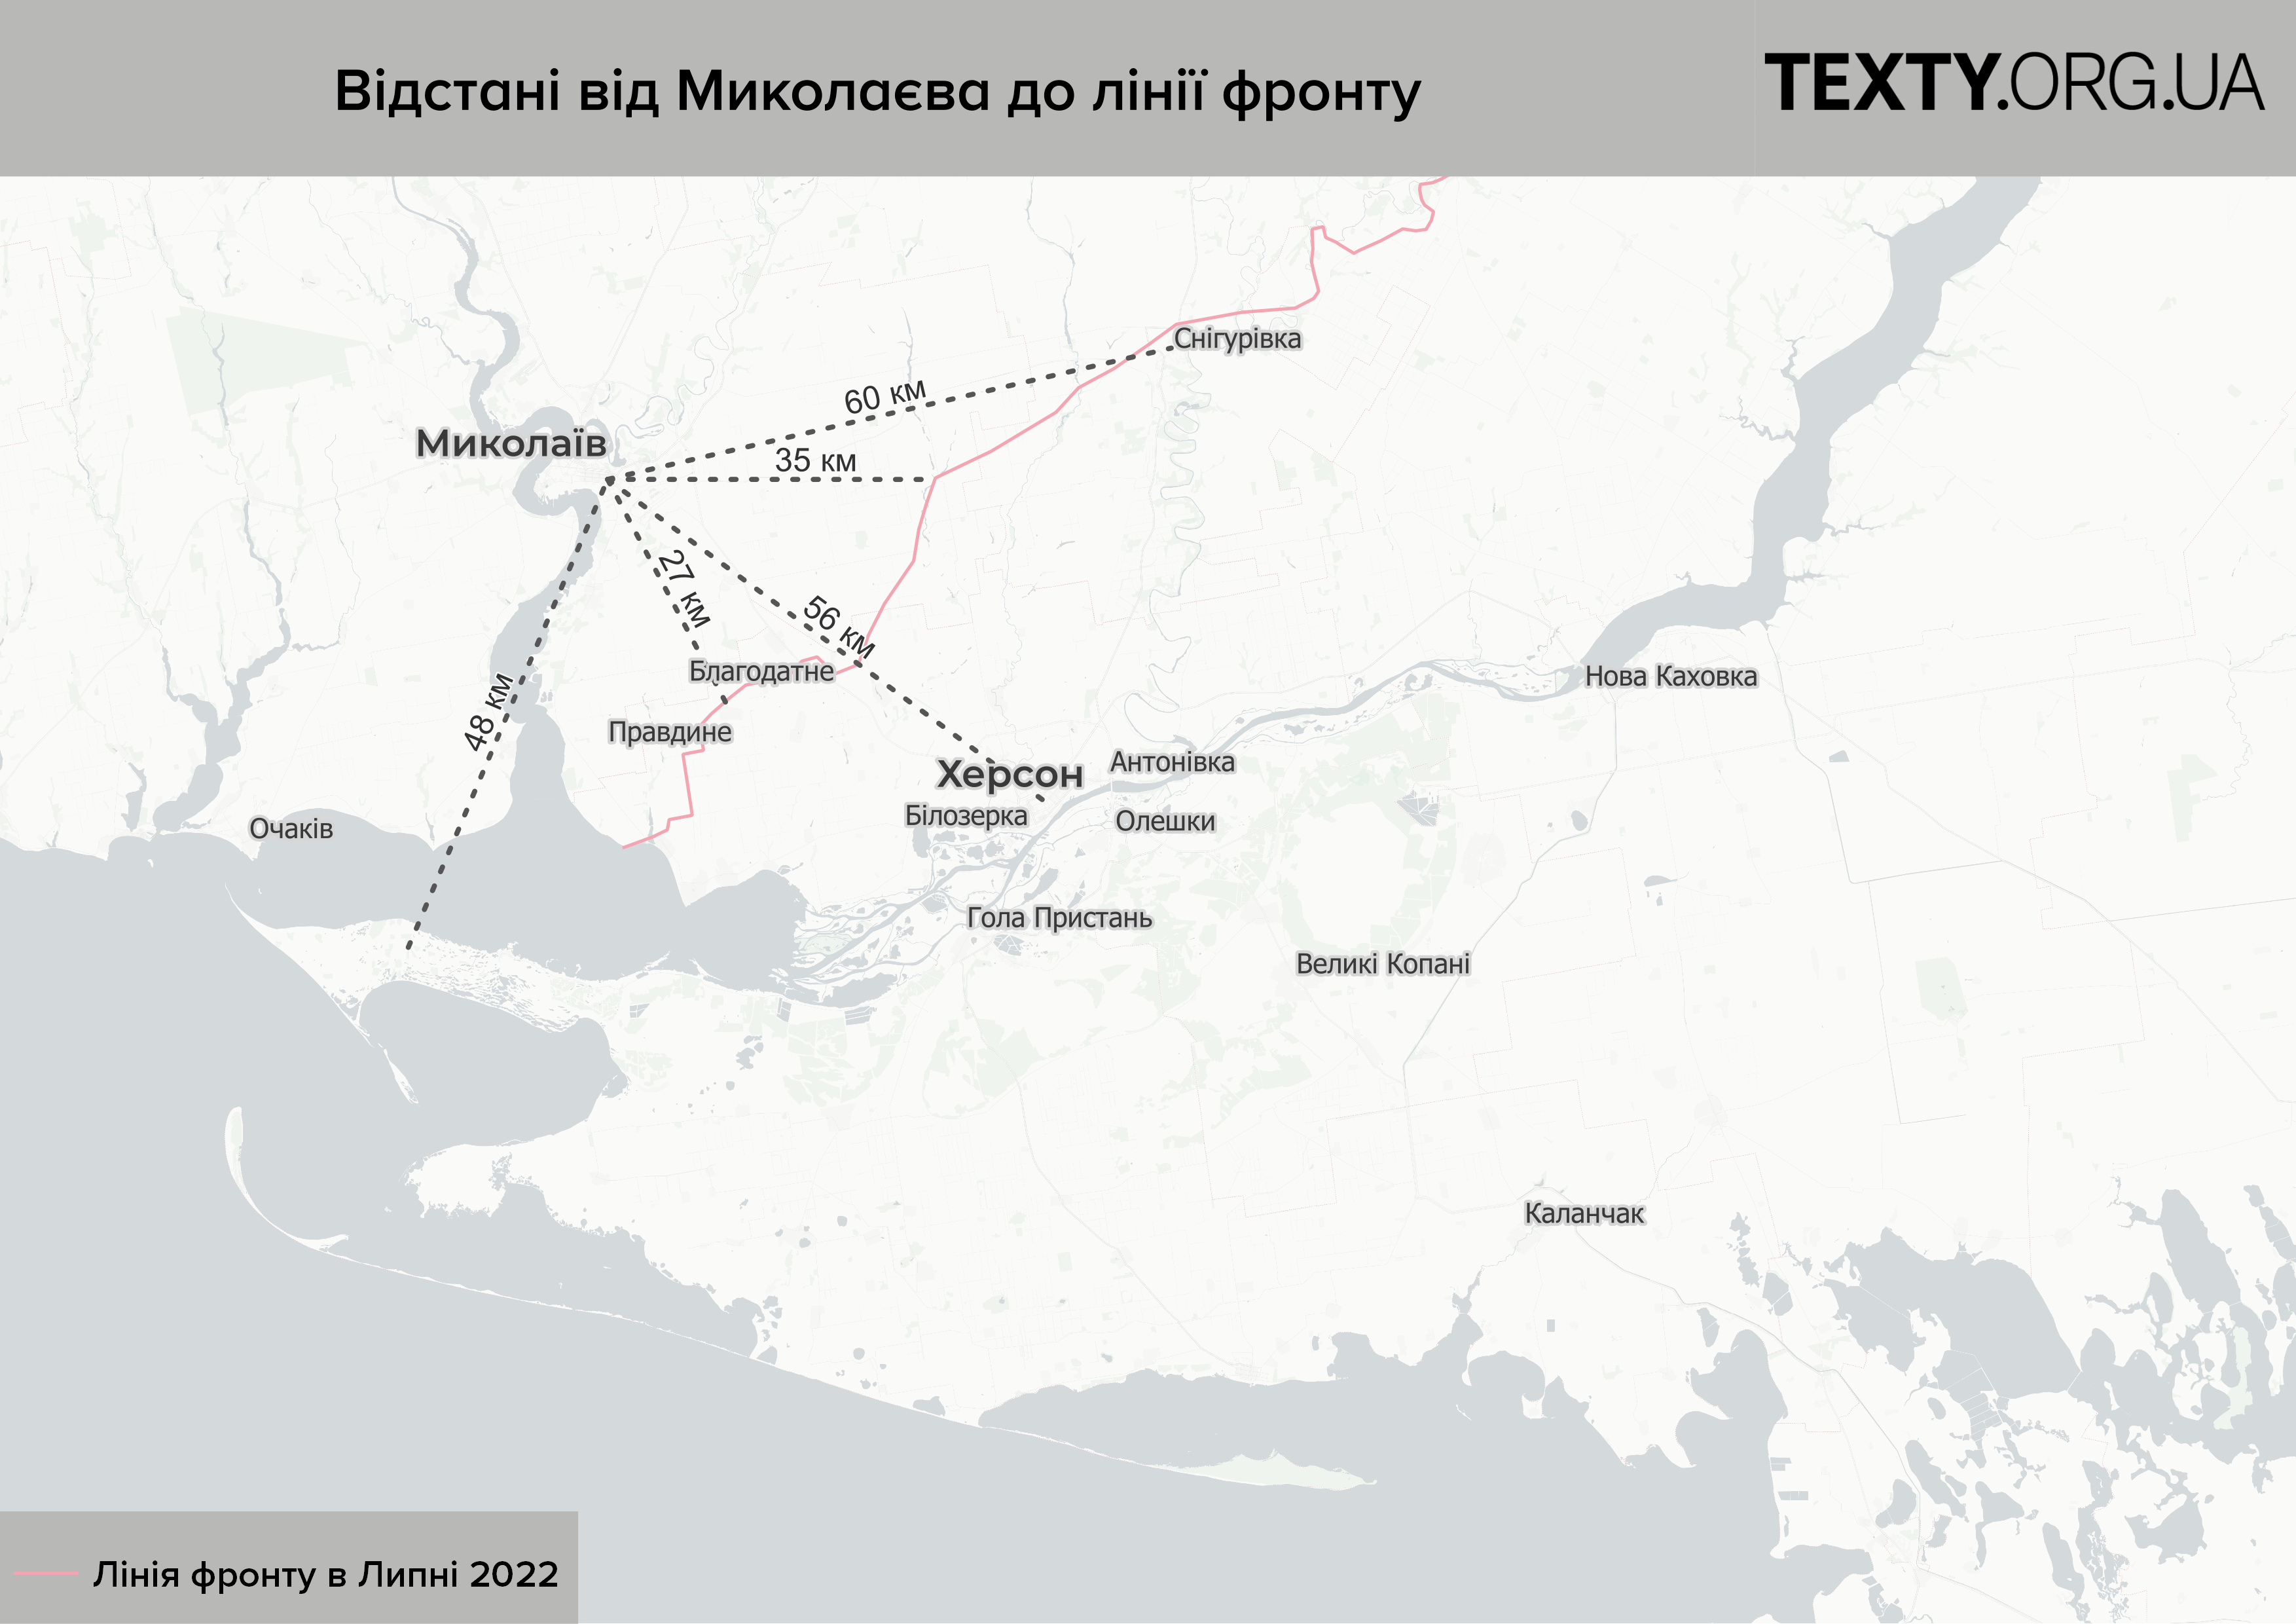 Відстані від Миколаєва до лінії фронту
TEXTY.ORG.UA
Снігурівка
60 км
Миколаїв
35 км
27 км
56 км
Благодатне
Нова Каховка
48 км
Правдине
Антонівка
Херсон
Білозерка
Олешки
Очаків
Гола Пристань
Великі Копані
Каланчак
Лінія фронту в Липні 2022